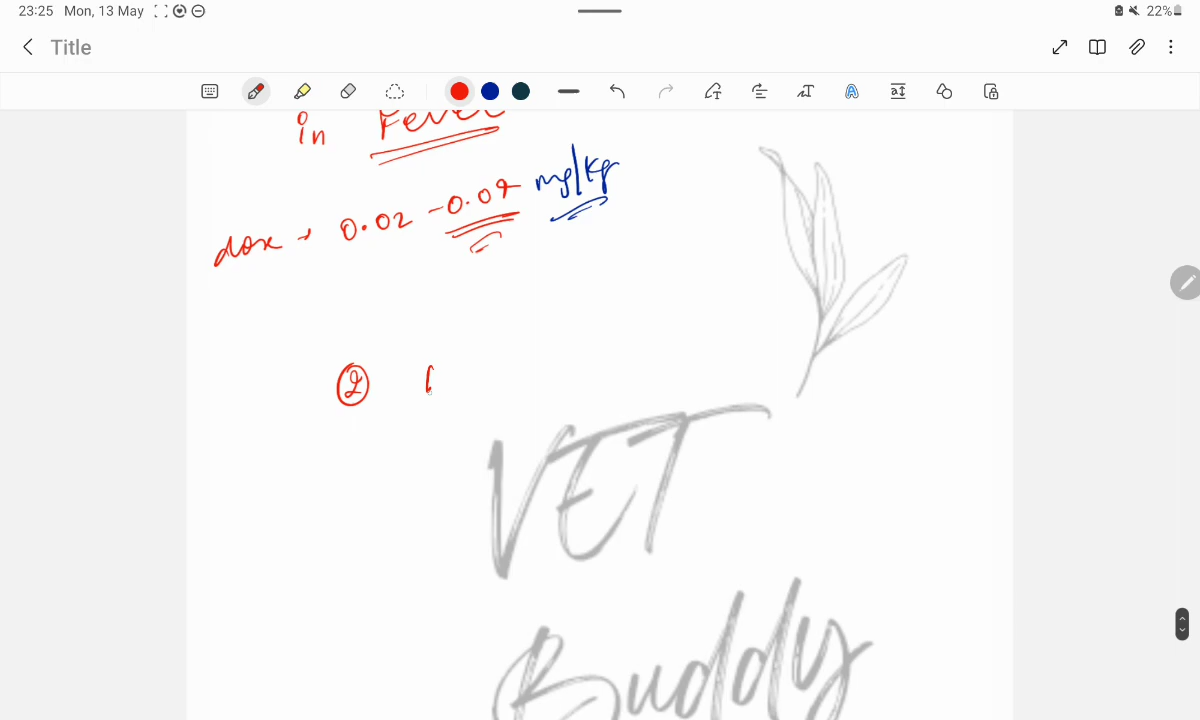 23:25 Mon, 13 May 22%
Title
in Fever
dose → 0.02 - 0.04 mg/kg
②
VET
Buddy